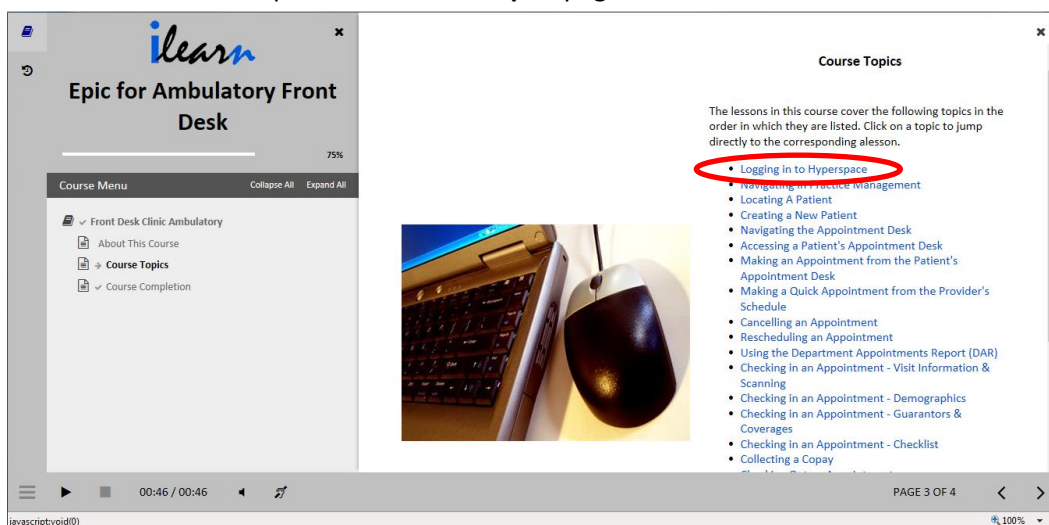 ilearn
Epic for Ambulatory Front
Desk
75%
Course Menu
Collapse All
Expand All
Front Desk Clinic Ambulatory
About This Course
Course Topics
Course Completion
Course Topics
The lessons in this course cover the following topics in the
order in which they are listed. Click on a topic to jump
directly to the corresponding alesson.
Logging in to Hyperspace
Navigating in Practice Management
Locating A Patient
Creating a New Patient
Navigating the Appointment Desk
Accessing a Patient's Appointment Desk
Making an Appointment from the Patient's
Appointment Desk
Making a Quick Appointment from the Provider's
Schedule
Cancelling an Appointment
Rescheduling an Appointment
Using the Department Appointments Report (DAR)
Checking in an Appointment - Visit Information &
Scanning
Checking in an Appointment - Demographics
Checking in an Appointment - Guarantors &
Coverages
Checking in an Appointment - Checklist
Collecting a Copay
00:46 / 00:46
PAGE 3 OF 4
javascript:void(0)
100%